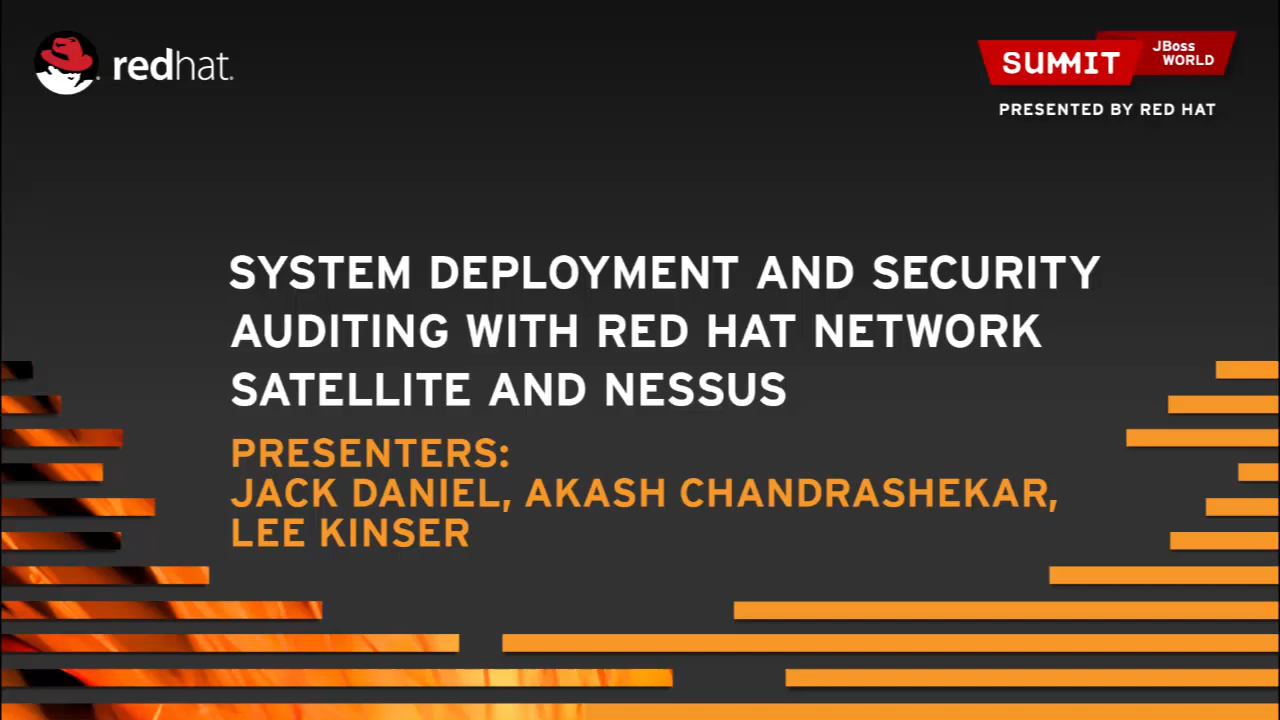 redhat.
SUMMIT
JBoss
WORLD
PRESENTED BY RED HAT
SYSTEM DEPLOYMENT AND SECURITY
AUDITING WITH RED HAT NETWORK
SATELLITE AND NESSUS
PRESENTERS:
JACK DANIEL, AKASH CHANDRASHEKAR,
LEE KINSER